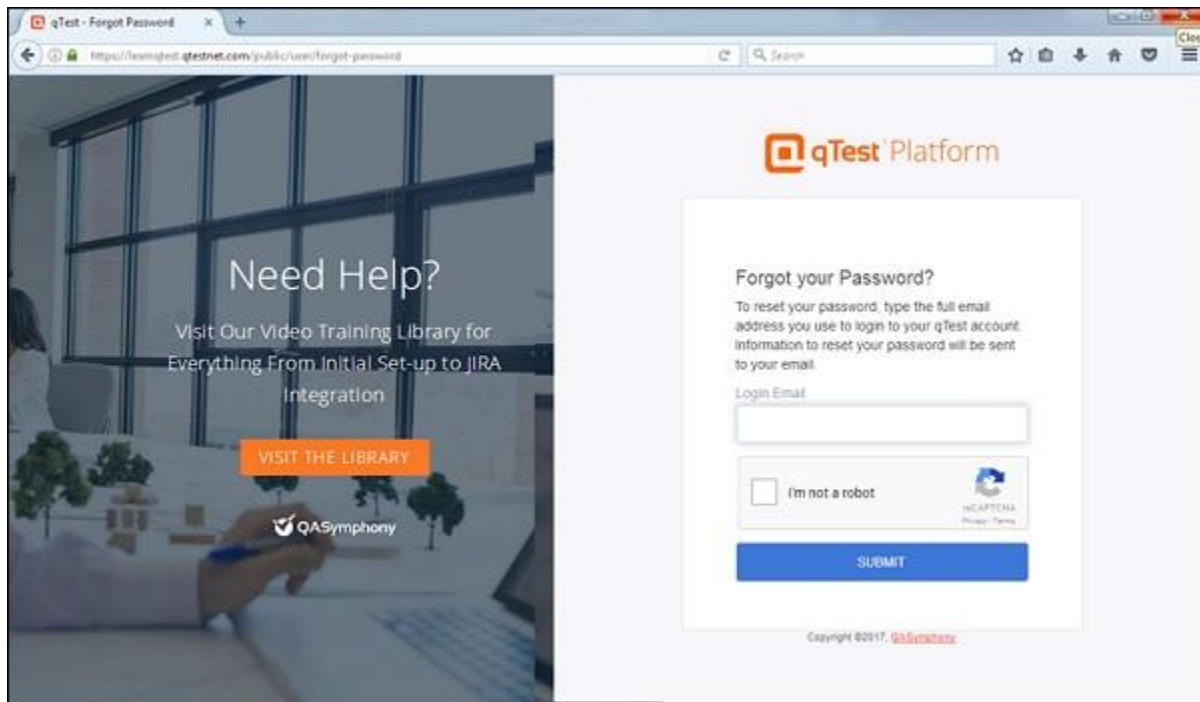 qTest - Forgot Password
https://learnqtest.qtestnet.com/public/user/forgot-password
Search
Clos
Need Help?
Visit Our Video Training Library for
Everything From Initial Set-up to JIRA
Integration
VISIT THE LIBRARY
QASymphony
qTest Platform
Forgot your Password?
To reset your password, type the full email
address you use to login to your qTest account.
Information to reset your password will be sent
to your email.
Login Email
I'm not a robot
reCAPTCHA
Privacy - Terms
SUBMIT
Copyright ©2017, QASymphony